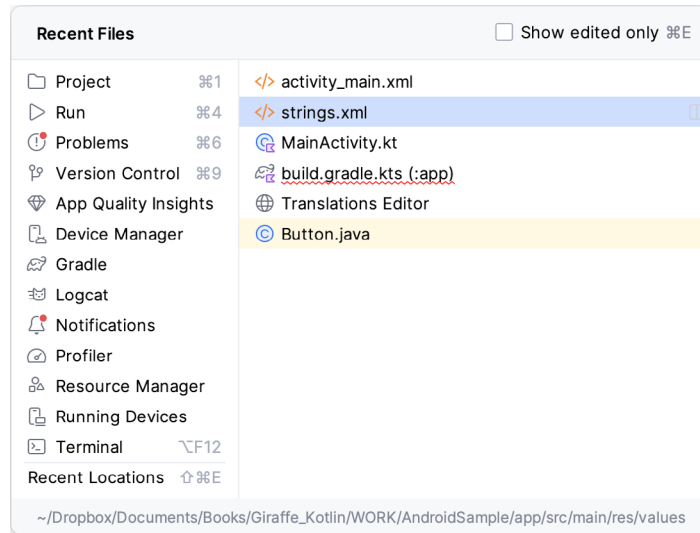 Recent Files
Show edited only ⌘E
Project ⌘1
Run ⌘4
Problems ⌘6
Version Control ⌘9
App Quality Insights
Device Manager
Gradle
Logcat
Notifications
Profiler
Resource Manager
Running Devices
Terminal ⌥F12
Recent Locations ⇧⌘E
activity_main.xml
strings.xml
MainActivity.kt
build.gradle.kts (:app)
Translations Editor
Button.java
~/Dropbox/Documents/Books/Giraffe_Kotlin/WORK/AndroidSample/app/src/main/res/values